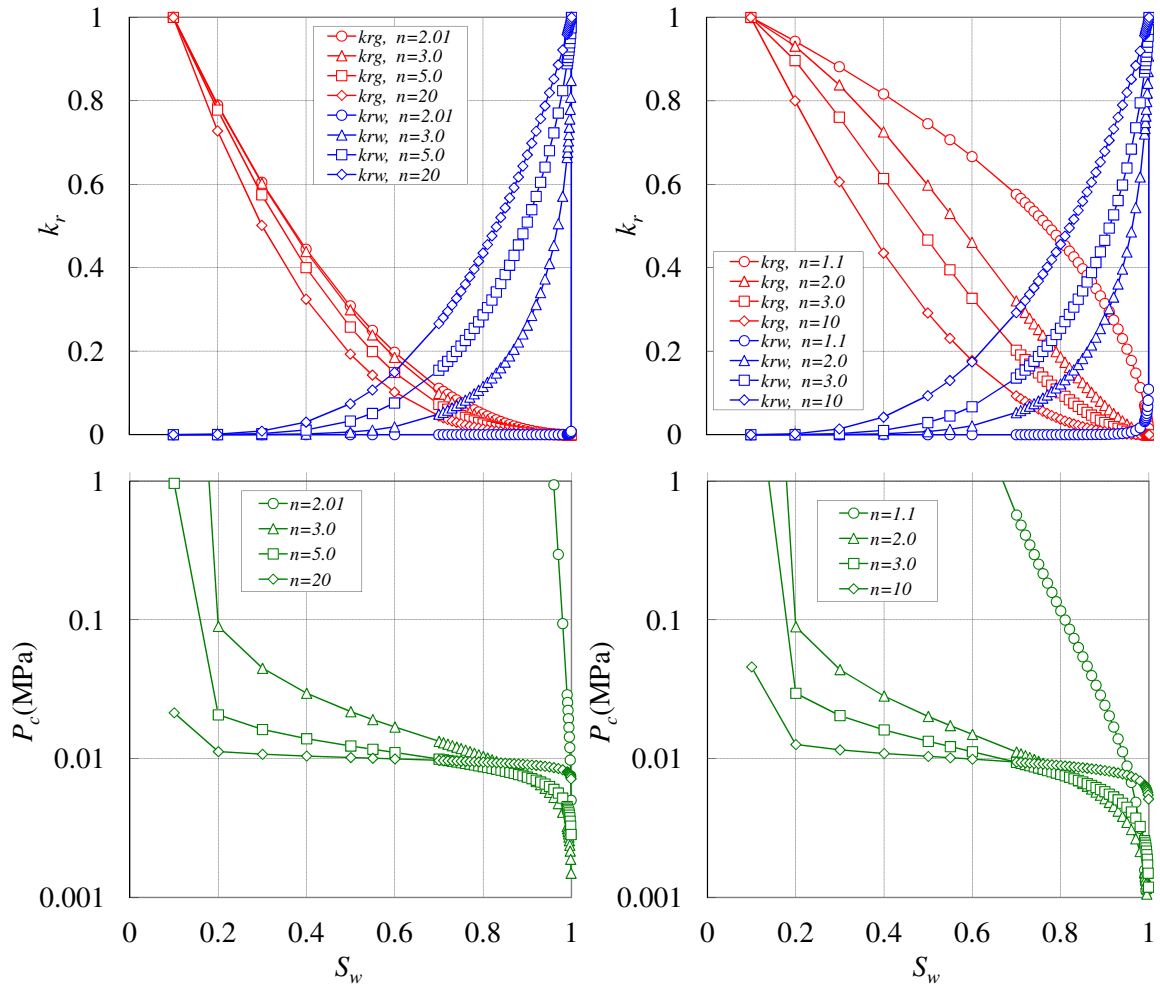 1
0.8
0.6
0.4
0.2
0
k_r
krg, n=2.01
krg, n=3.0
krg, n=5.0
krg, n=20
krw, n=2.01
krw, n=3.0
krw, n=5.0
krw, n=20
1
0.8
0.6
0.4
0.2
0
k_r
krg, n=1.1
krg, n=2.0
krg, n=3.0
krg, n=10
krw, n=1.1
krw, n=2.0
krw, n=3.0
krw, n=10
1
0.1
0.01
0.001
P_c(MPa)
n=2.01
n=3.0
n=5.0
n=20
0 0.2 0.4 0.6 0.8 1
S_w
1
0.1
0.01
0.001
P_c(MPa)
n=1.1
n=2.0
n=3.0
n=10
0 0.2 0.4 0.6 0.8 1
S_w